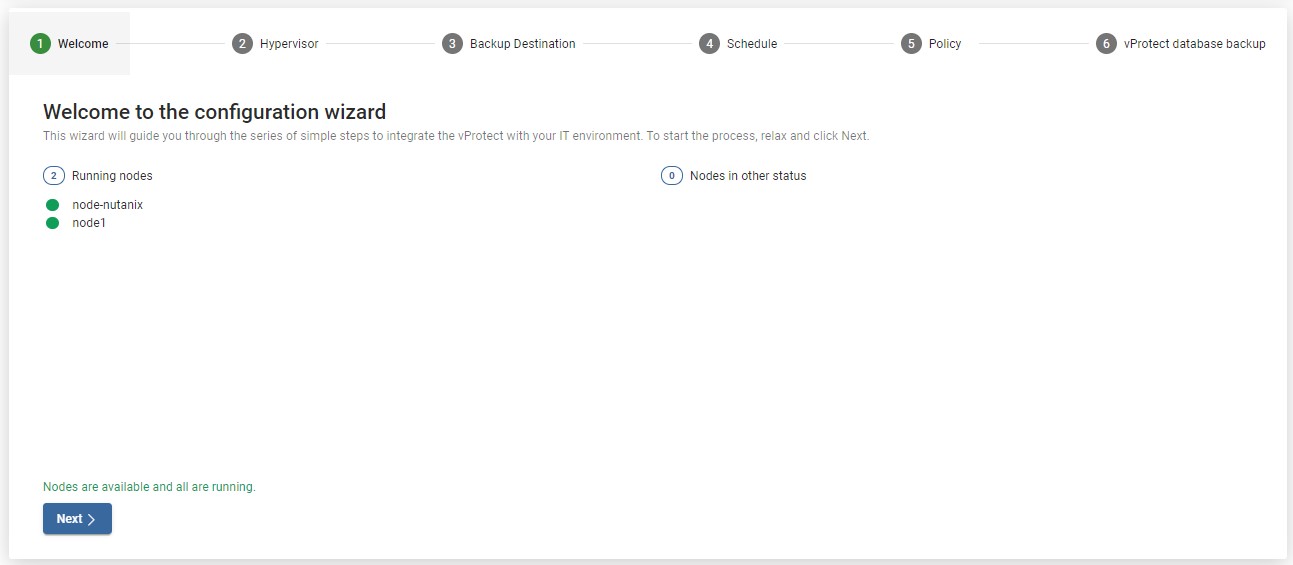 1 Welcome 2 Hypervisor 3 Backup Destination 4 Schedule 5 Policy 6 vProtect database backup
Welcome to the configuration wizard
This wizard will guide you through the series of simple steps to integrate the vProtect with your IT environment. To start the process, relax and click Next.
2 Running nodes
node-nutanix
node1
0 Nodes in other status
Nodes are available and all are running.
Next